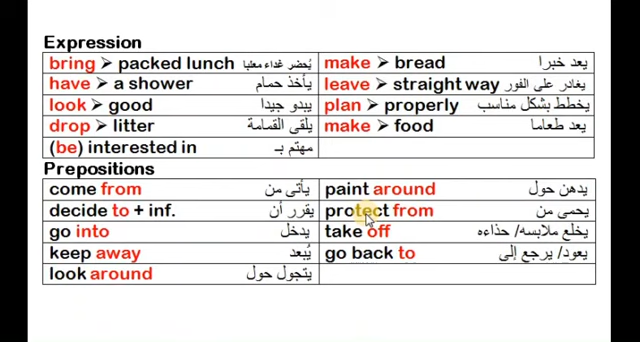 Expression
bring ➢ packed lunch يُحضر غداء معلبا make ➢ bread يعد خبزا
have ➢ a shower يأخذ حمام leave ➢ straight way يغادر على الفور
look ➢ good يبدو جيدا plan ➢ properly يخطط بشكل مناسب
drop ➢ litter يلقى القمامة make ➢ food يعد طعاما
(be) interested in مهتم بـ
Prepositions
come from يأتى من paint around يدهن حول
decide to + inf. يقرر أن protect from يحمى من
go into يدخل take off يخلع ملابسه/ حذاءه
keep away يُبعد go back to يعود/ يرجع إلى
look around يتجول حول